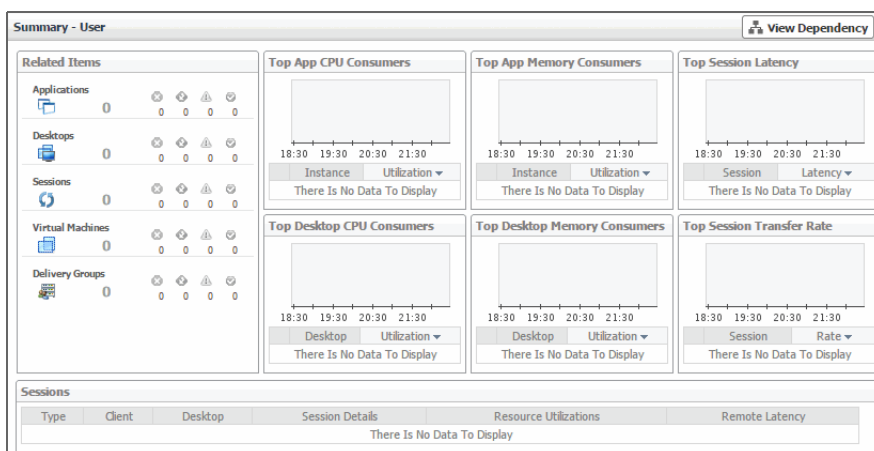 Summary - User
View Dependency
Related Items
Applications
0
0 0 0 0
Desktops
0
0 0 0 0
Sessions
0
0 0 0 0
Virtual Machines
0
0 0 0 0
Delivery Groups
0
0 0 0 0
Top App CPU Consumers
18:30 19:30 20:30 21:30
Instance Utilization
There Is No Data To Display
Top App Memory Consumers
18:30 19:30 20:30 21:30
Instance Utilization
There Is No Data To Display
Top Session Latency
18:30 19:30 20:30 21:30
Session Latency
There Is No Data To Display
Top Desktop CPU Consumers
18:30 19:30 20:30 21:30
Desktop Utilization
There Is No Data To Display
Top Desktop Memory Consumers
18:30 19:30 20:30 21:30
Desktop Utilization
There Is No Data To Display
Top Session Transfer Rate
18:30 19:30 20:30 21:30
Session Rate
There Is No Data To Display
Sessions
Type Client Desktop Session Details Resource Utilizations Remote Latency
There Is No Data To Display